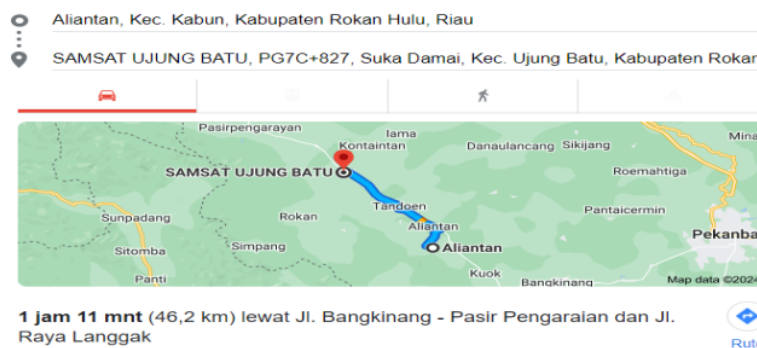 Aliantan, Kec. Kabun, Kabupaten Rokan Hulu, Riau
SAMSAT UJUNG BATU, PG7C+827, Suka Damai, Kec. Ujung Batu, Kabupaten Rokan
Pasirpengarayan
lama
Kontaintan
Danaulancang
Sikijang
Mina
SAMSAT UJUNG BATU
Roemahtiga
Sunpadang
Rokan
Tandoen
Pantaicermin
Aliantan
Pekanba
Sitomba
Simpang
Aliantan
Panti
Kuok
Bangkinang
Map data ©2024
1 jam 11 mnt (46,2 km) lewat Jl. Bangkinang - Pasir Pengaraian dan Jl.
Raya Langgak
Rute